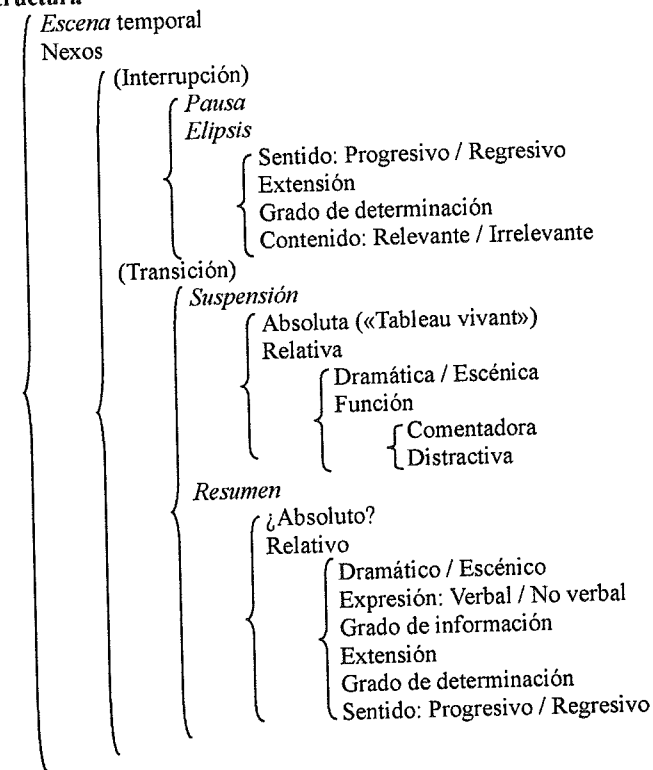 Escena temporal
Nexos
(Interrupción)
Pausa
Elipsis
Sentido: Progresivo / Regresivo
Extensión
Grado de determinación
Contenido: Relevante / Irrelevante
(Transición)
Suspensión
Absoluta («Tableau vivant»)
Relativa
Dramática / Escénica
Función
Comentadora
Distractiva
Resumen
¿Absoluto?
Relativo
Dramático / Escénico
Expresión: Verbal / No verbal
Grado de información
Extensión
Grado de determinación
Sentido: Progresivo / Regresivo